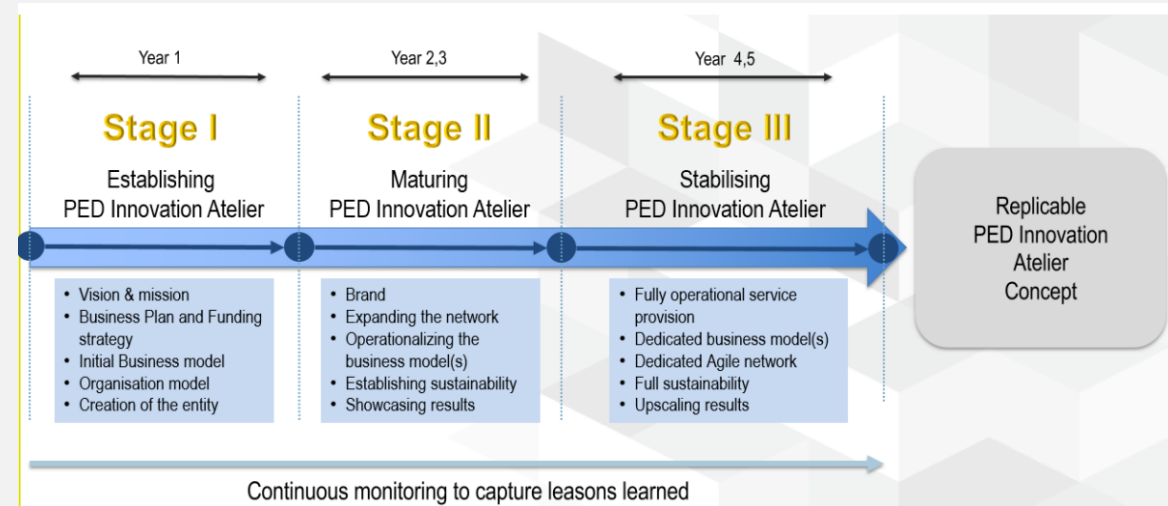 Year 1
Year 2,3
Year 4,5
Stage I
Stage II
Stage III
Establishing
PED Innovation Atelier
Maturing
PED Innovation Atelier
Stabilising
PED Innovation Atelier
• Vision & mission
• Business Plan and Funding
strategy
• Initial Business model
• Organisation model
• Creation of the entity
• Brand
• Expanding the network
• Operationalizing the
business model(s)
• Establishing sustainability
• Showcasing results
• Fully operational service
provision
• Dedicated business model(s)
• Dedicated Agile network
• Full sustainability
• Upscaling results
Replicable
PED Innovation
Atelier
Concept
Continuous monitoring to capture leasons learned